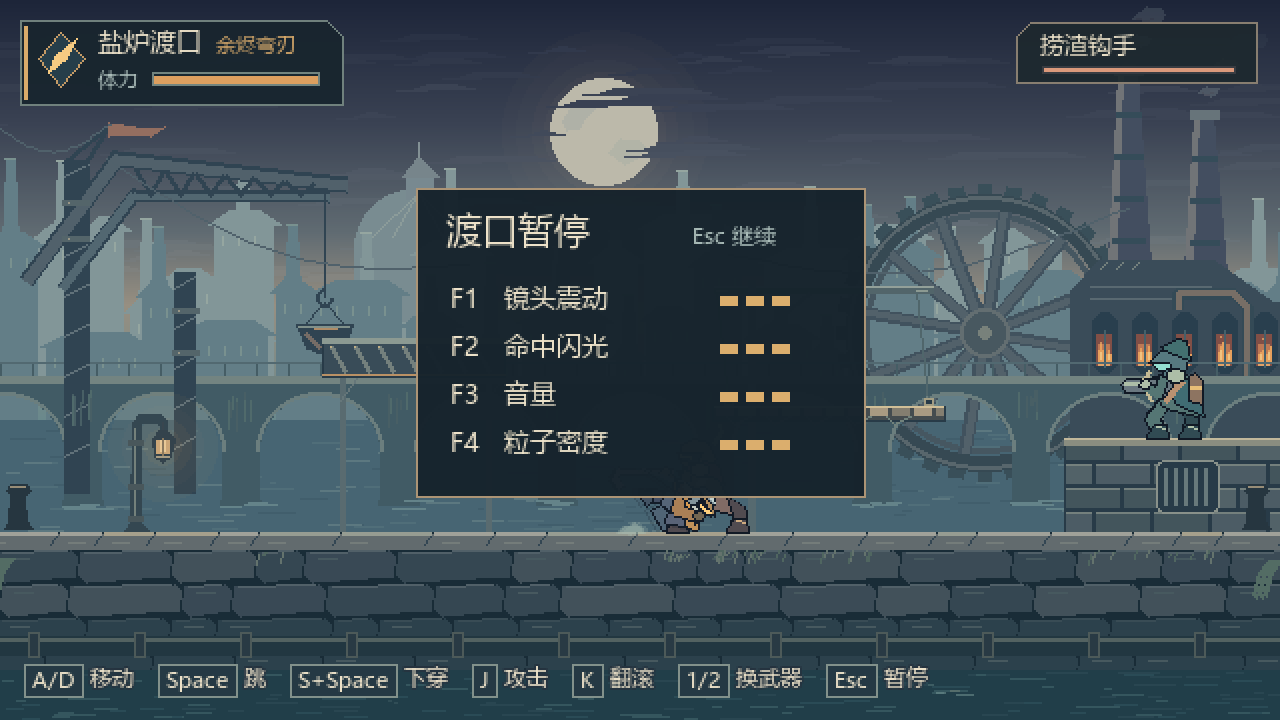 盐炉渡口 余烬弯刃
体力
捞渣钩手
渡口暂停 Esc 继续
F1 镜头震动
F2 命中闪光
F3 音量
F4 粒子密度
A/D 移动 Space 跳 S+Space 下穿 J 攻击 K 翻滚 1/2 换武器 Esc 暂停